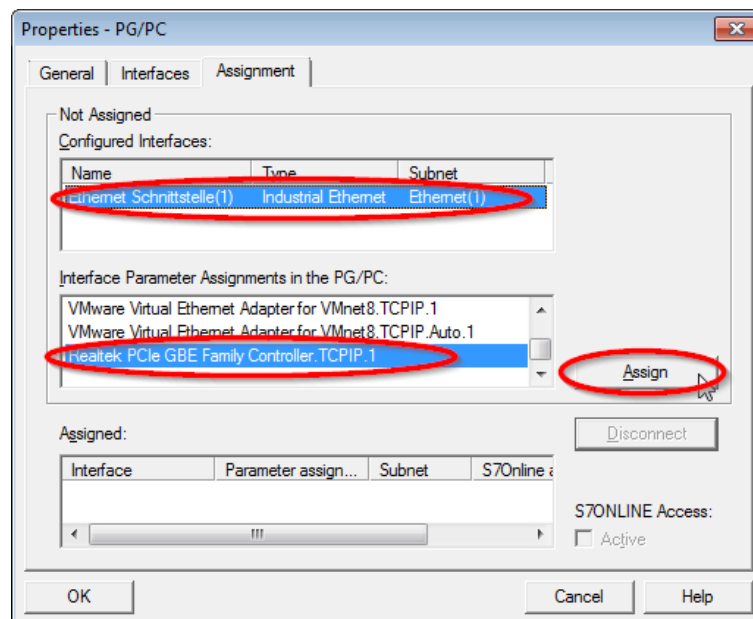 Properties - PG/PC
General Interfaces Assignment
Not Assigned
Configured Interfaces:
Name Type Subnet
Ethernet Schnittstelle(1) Industrial Ethernet Ethernet(1)
Interface Parameter Assignments in the PG/PC:
VMware Virtual Ethernet Adapter for VMnet8.TCPIP.1
VMware Virtual Ethernet Adapter for VMnet8.TCPIP.Auto.1
Realtek PCIe GBE Family Controller.TCPIP.1
Assign
Assigned:
Disconnect
Interface Parameter assign... Subnet S7Online a
S7ONLINE Access:
Active
OK Cancel Help